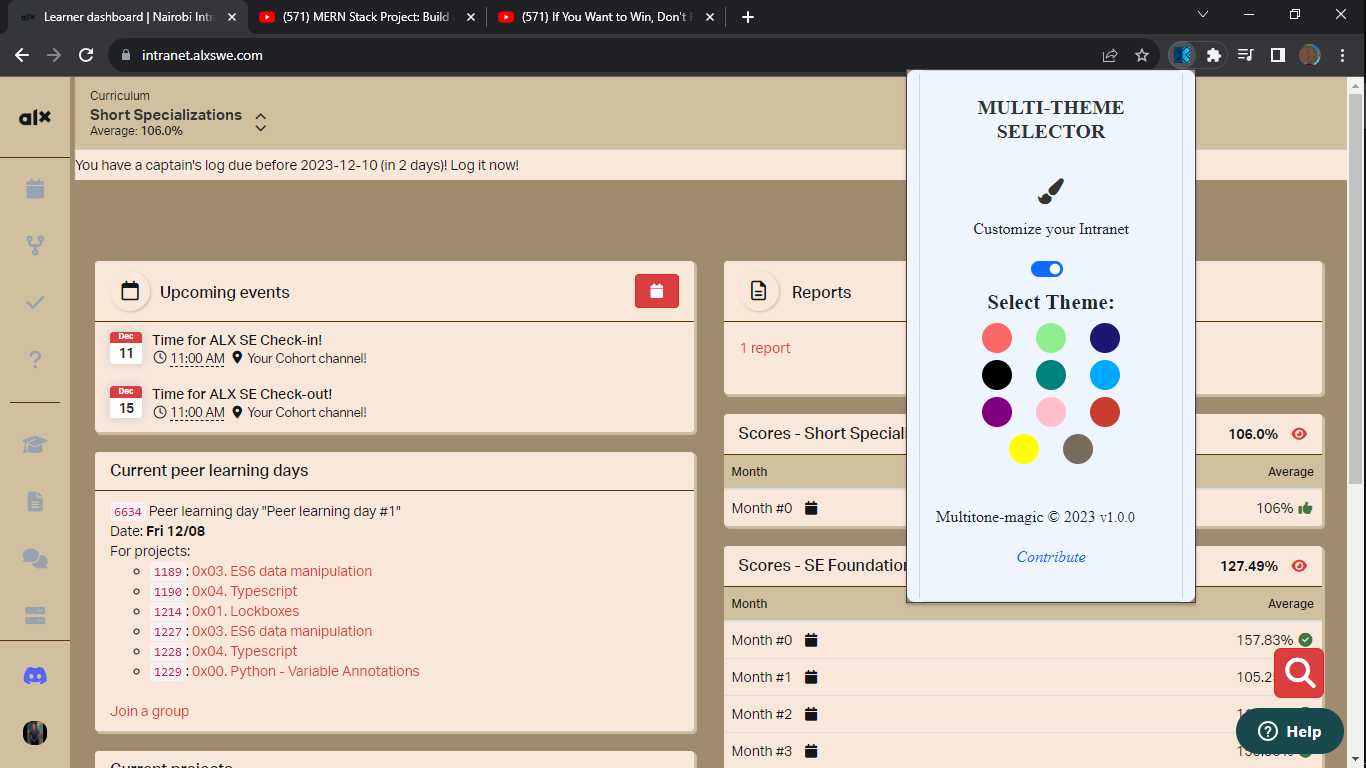 Learner dashboard | Nairobi Intr
(571) MERN Stack Project: Build
(571) If You Want to Win, Don't
intranet.alxswe.com
alx
Curriculum
Short Specializations
Average: 106.0%
You have a captain's log due before 2023-12-10 (in 2 days)! Log it now!
Upcoming events
Dec
11
Time for ALX SE Check-in!
11:00 AM Your Cohort channel!
Dec
15
Time for ALX SE Check-out!
11:00 AM Your Cohort channel!
Current peer learning days
6634 Peer learning day "Peer learning day #1"
Date: Fri 12/08
For projects:
1189 : 0x03. ES6 data manipulation
1190 : 0x04. Typescript
1214 : 0x01. Lockboxes
1227 : 0x03. ES6 data manipulation
1228 : 0x04. Typescript
1229 : 0x00. Python - Variable Annotations
Join a group
Current projects
Reports
1 report
Scores - Short Speciali
106.0%
Month Average
Month #0 106%
Scores - SE Foundation
127.49%
Month Average
Month #0 157.83%
Month #1 105.2
Month #2
Month #3
MULTI-THEME
SELECTOR
Customize your Intranet
Select Theme:
Multitone-magic © 2023 v1.0.0
Contribute
? Help